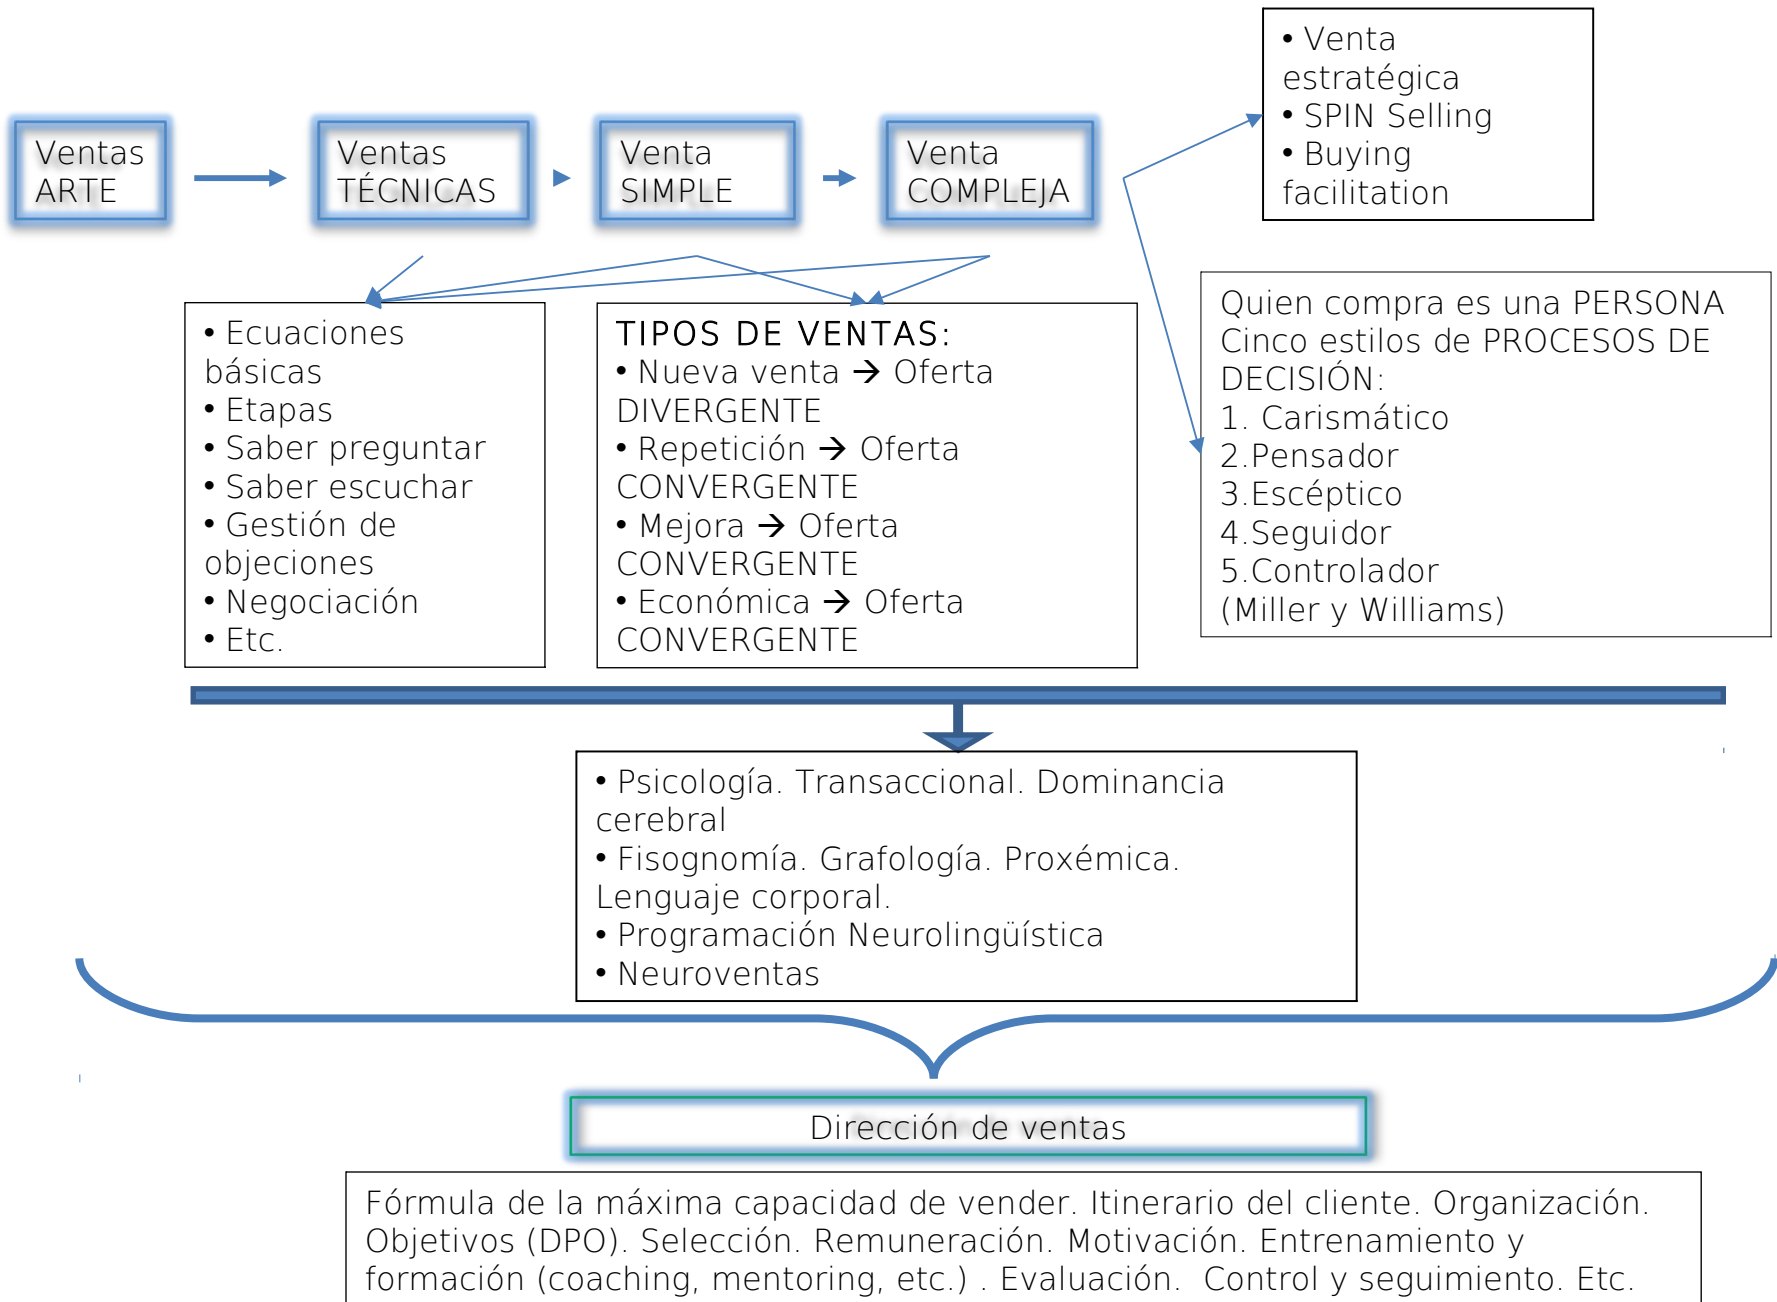 Ventas
ARTE
Ventas
TÉCNICAS
Venta
SIMPLE
Venta
COMPLEJA
• Venta
estratégica
• SPIN Selling
• Buying
facilitation
• Ecuaciones
básicas
• Etapas
• Saber preguntar
• Saber escuchar
• Gestión de
objeciones
• Negociación
• Etc.
TIPOS DE VENTAS:
• Nueva venta → Oferta
DIVERGENTE
• Repetición → Oferta
CONVERGENTE
• Mejora → Oferta
CONVERGENTE
• Económica → Oferta
CONVERGENTE
Quien compra es una PERSONA
Cinco estilos de PROCESOS DE
DECISIÓN:
1. Carismático
2.Pensador
3.Escéptico
4.Seguidor
5.Controlador
(Miller y Williams)
• Psicología. Transaccional. Dominancia
cerebral
• Fisognomía. Grafología. Proxémica.
Lenguaje corporal.
• Programación Neurolingüística
• Neuroventas
Dirección de ventas
Fórmula de la máxima capacidad de vender. Itinerario del cliente. Organización.
Objetivos (DPO). Selección. Remuneración. Motivación. Entrenamiento y
formación (coaching, mentoring, etc.) . Evaluación.  Control y seguimiento. Etc.